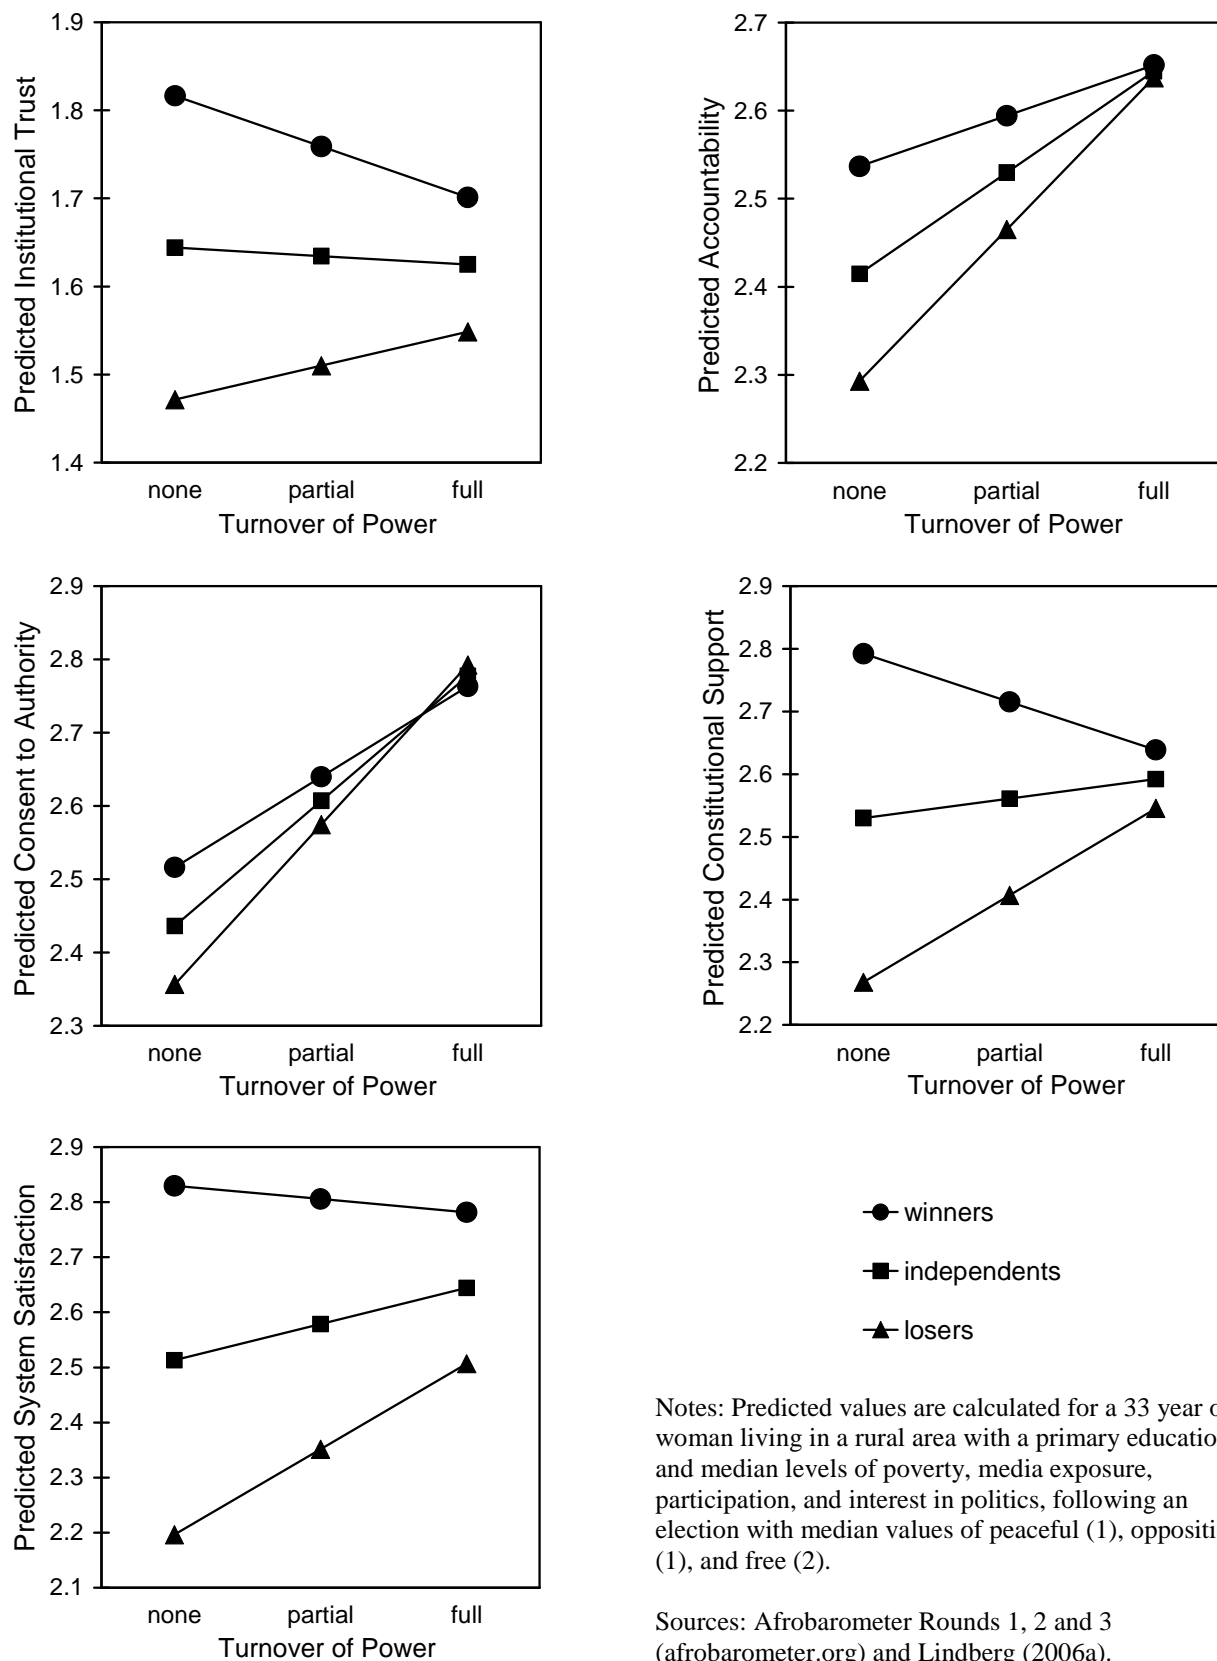 Predicted Institutional Trust
1.9
1.8
1.7
1.6
1.5
1.4
none partial full
Turnover of Power
Predicted Accountability
2.7
2.6
2.5
2.4
2.3
2.2
none partial full
Turnover of Power
Predicted Consent to Authority
2.9
2.8
2.7
2.6
2.5
2.4
2.3
none partial full
Turnover of Power
Predicted Constitutional Support
2.9
2.8
2.7
2.6
2.5
2.4
2.3
2.2
none partial full
Turnover of Power
Predicted System Satisfaction
2.9
2.8
2.7
2.6
2.5
2.4
2.3
2.2
2.1
none partial full
Turnover of Power
winners
independents
losers
Notes: Predicted values are calculated for a 33 year o
woman living in a rural area with a primary educatio
and median levels of poverty, media exposure,
participation, and interest in politics, following an
election with median values of peaceful (1), oppositi
(1), and free (2).
Sources: Afrobarometer Rounds 1, 2 and 3
(afrobarometer.org) and Lindberg (2006a).